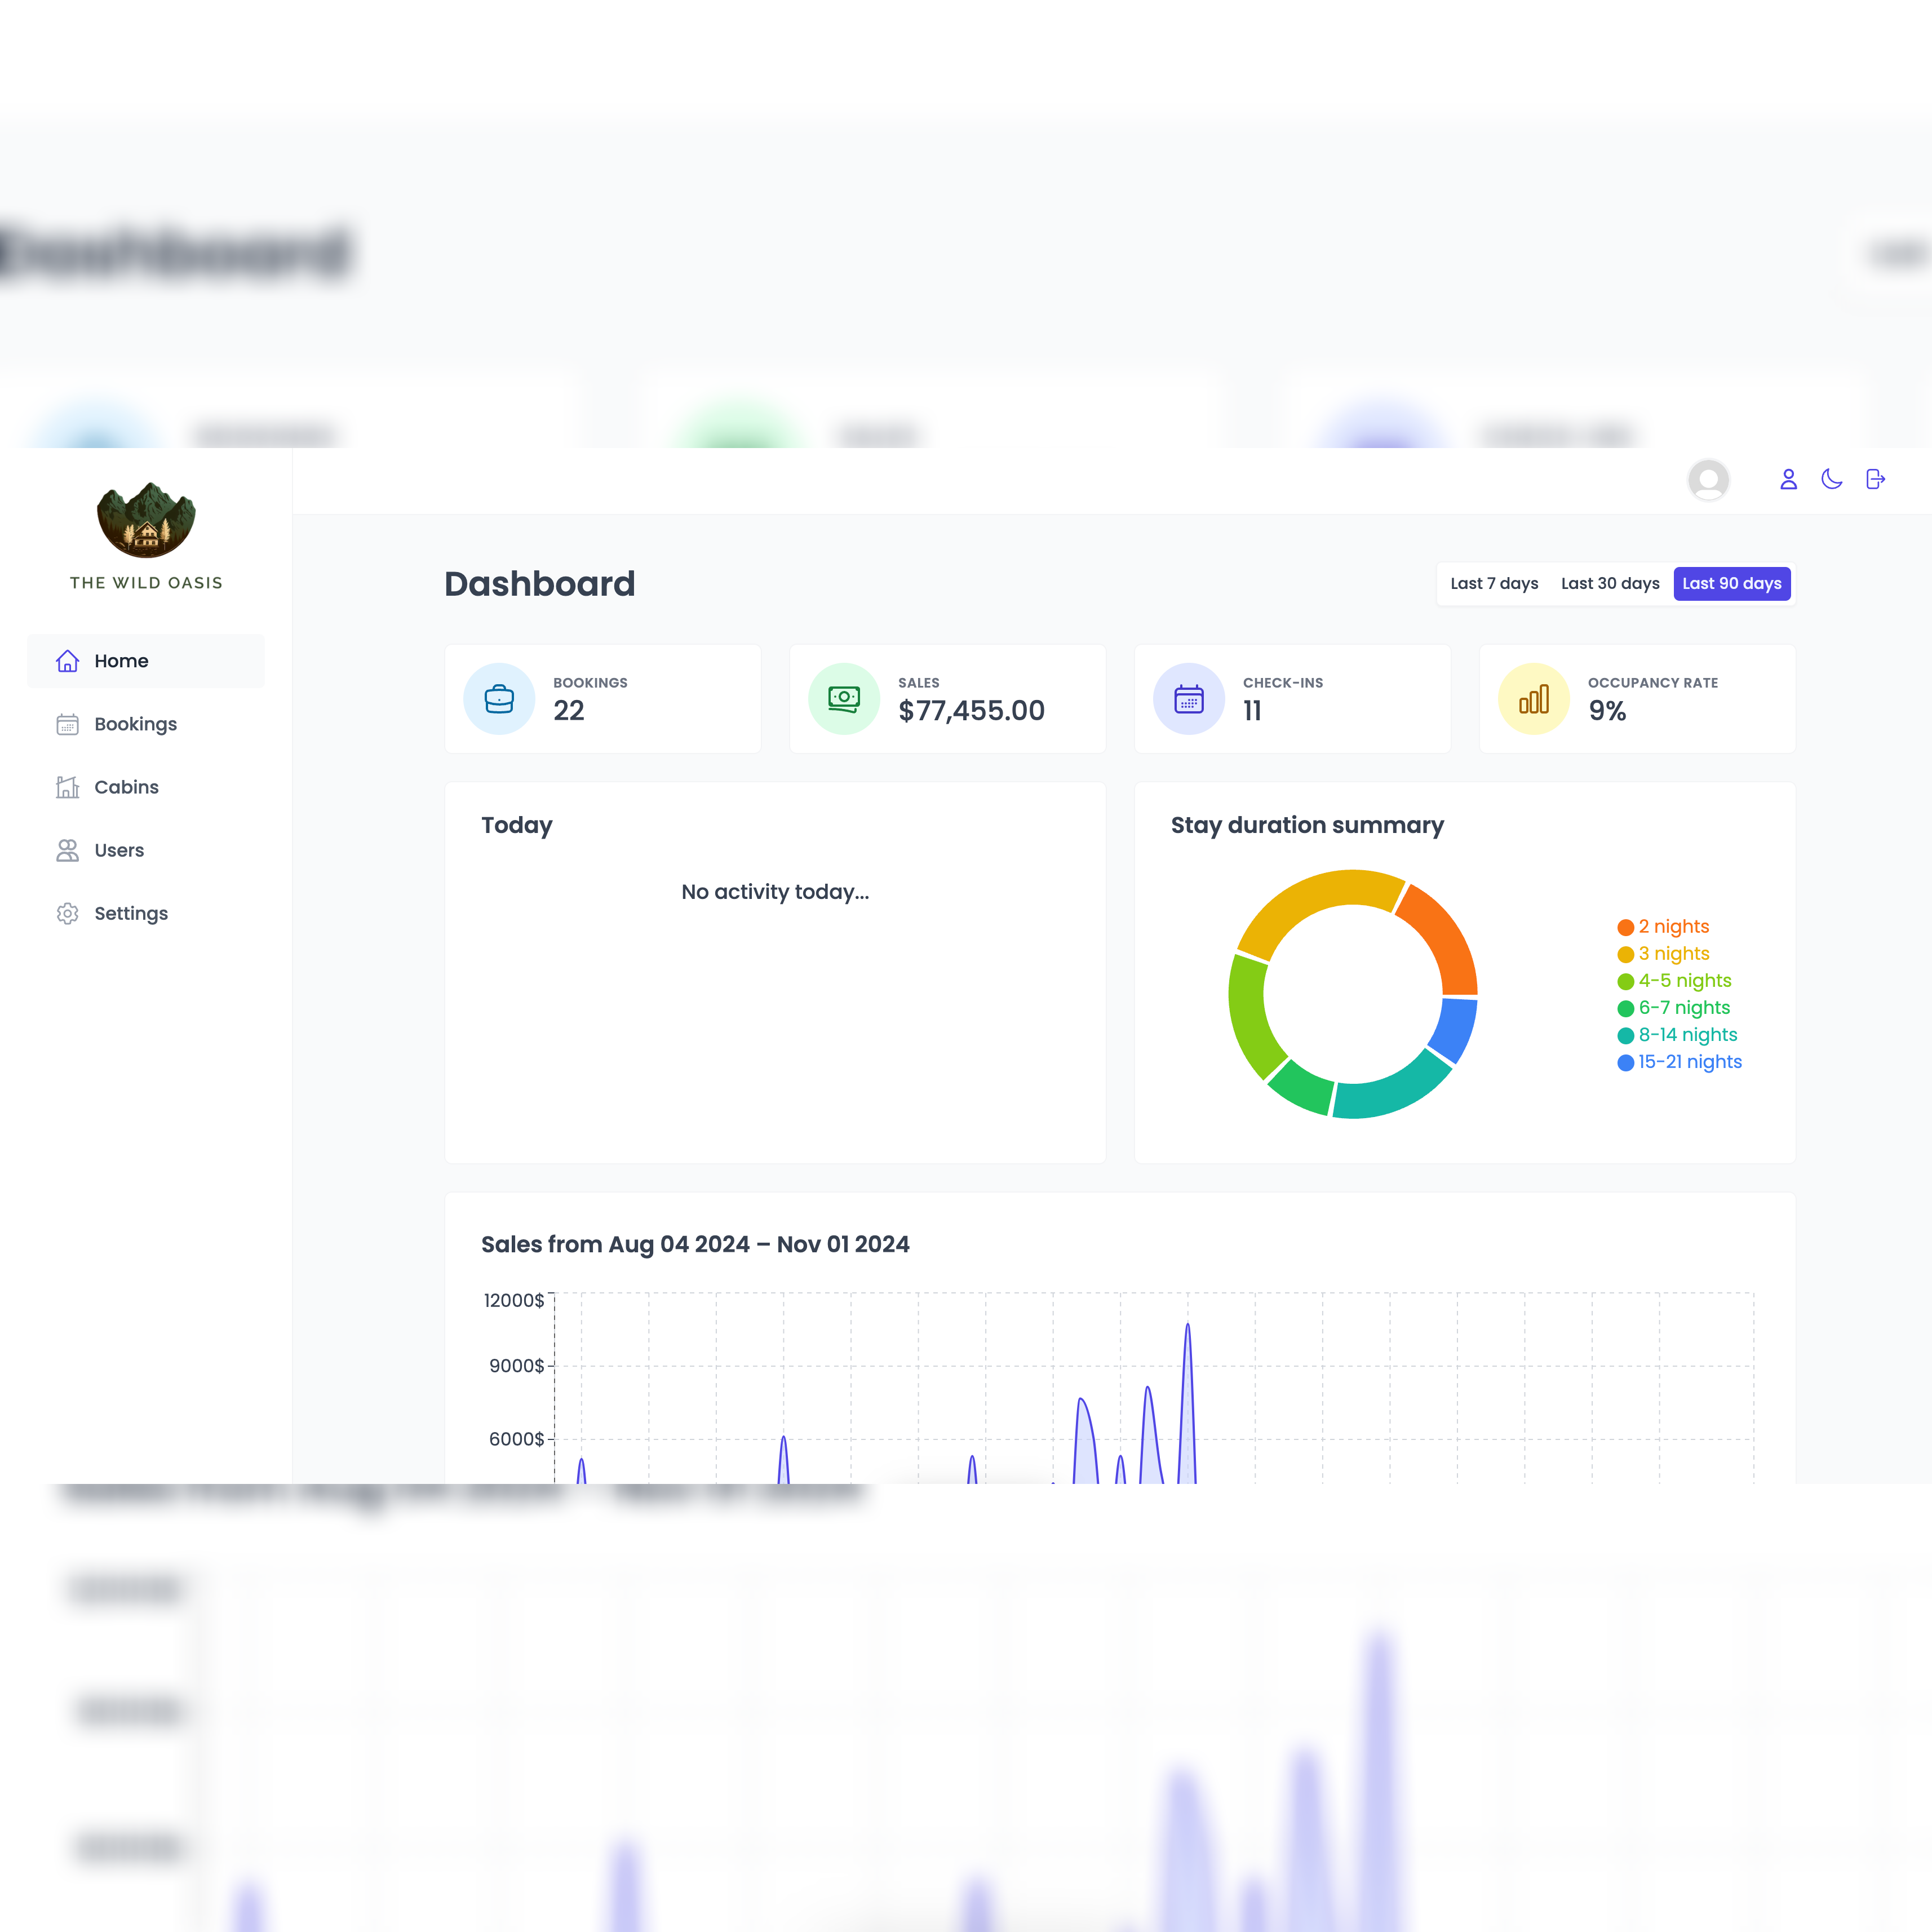 Dashboard
THE WILD OASIS
Home
Bookings
Cabins
Users
Settings
Dashboard
Last 7 days Last 30 days Last 90 days
BOOKINGS
22
SALES
$77,455.00
CHECK-INS
11
OCCUPANCY RATE
9%
Today
No activity today...
Stay duration summary
2 nights
3 nights
4-5 nights
6-7 nights
8-14 nights
15-21 nights
Sales from Aug 04 2024 – Nov 01 2024
12000$
9000$
6000$